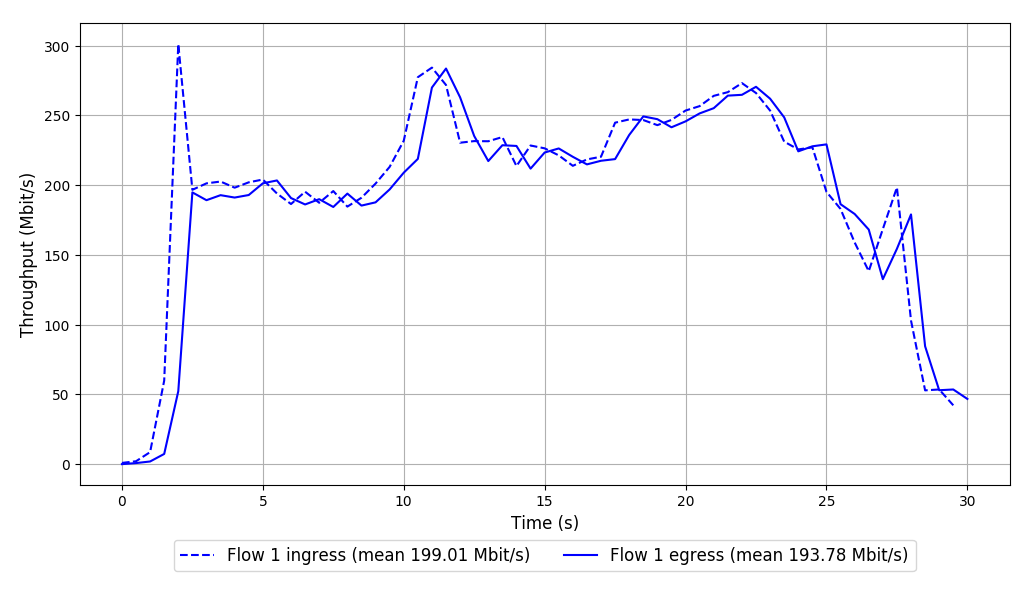 Throughput (Mbit/s)
300
250
200
150
100
50
0
0 5 10 15 20 25 30
Time (s)
Flow 1 ingress (mean 199.01 Mbit/s) Flow 1 egress (mean 193.78 Mbit/s)